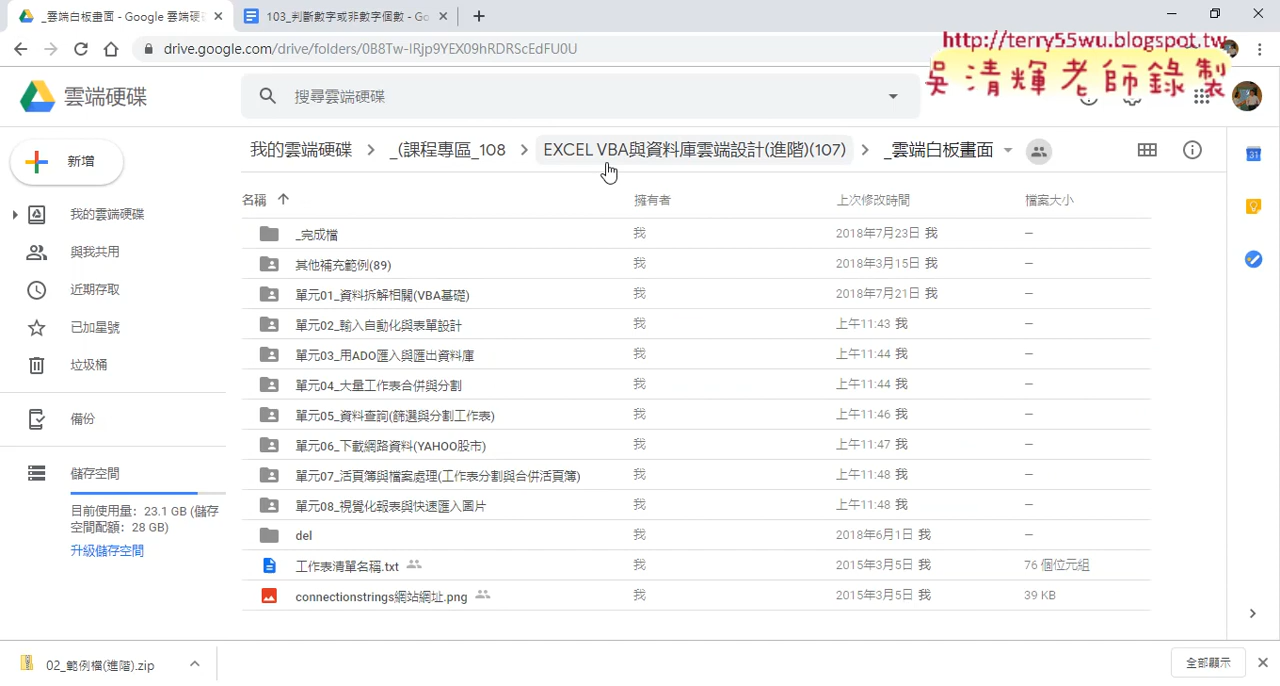 _雲端白板畫面 - Google 雲端硬
103_判斷數字或非數字個數 - Go
drive.google.com/drive/folders/0B8Tw-IRjp9YEX09hRDRScEdFU0U
http://terry55wu.blogspot.tw
吳清輝老師錄製
雲端硬碟
搜尋雲端硬碟
新增
我的雲端硬碟 > _(課程專區_108 > EXCEL VBA與資料庫雲端設計(進階)(107) > _雲端白板畫面
名稱 擁有者 上次修改時間 檔案大小
我的雲端硬碟
與我共用
近期存取
已加星號
垃圾桶
備份
儲存空間
目前使用量: 23.1 GB (儲存
空間配額: 28 GB)
升級儲存空間
_完成檔 我 2018年7月23日 我 –
其他補充範例(89) 我 2018年3月15日 我 –
單元01_資料拆解相關(VBA基礎) 我 2018年7月21日 我 –
單元02_輸入自動化與表單設計 我 上午11:43 我 –
單元03_用ADO匯入與匯出資料庫 我 上午11:44 我 –
單元04_大量工作表合併與分割 我 上午11:44 我 –
單元05_資料查詢(篩選與分割工作表) 我 上午11:46 我 –
單元06_下載網路資料(YAHOO股市) 我 上午11:47 我 –
單元07_活頁簿與檔案處理(工作表分割與合併活頁簿) 我 上午11:48 我 –
單元08_視覺化報表與快速匯入圖片 我 上午11:48 我 –
del 我 2018年6月1日 我 –
工作表清單名稱.txt 我 2015年3月5日 我 76 個位元組
connectionstrings網站網址.png 我 2015年3月5日 我 39 KB
31
02_範例檔(進階).zip
全部顯示